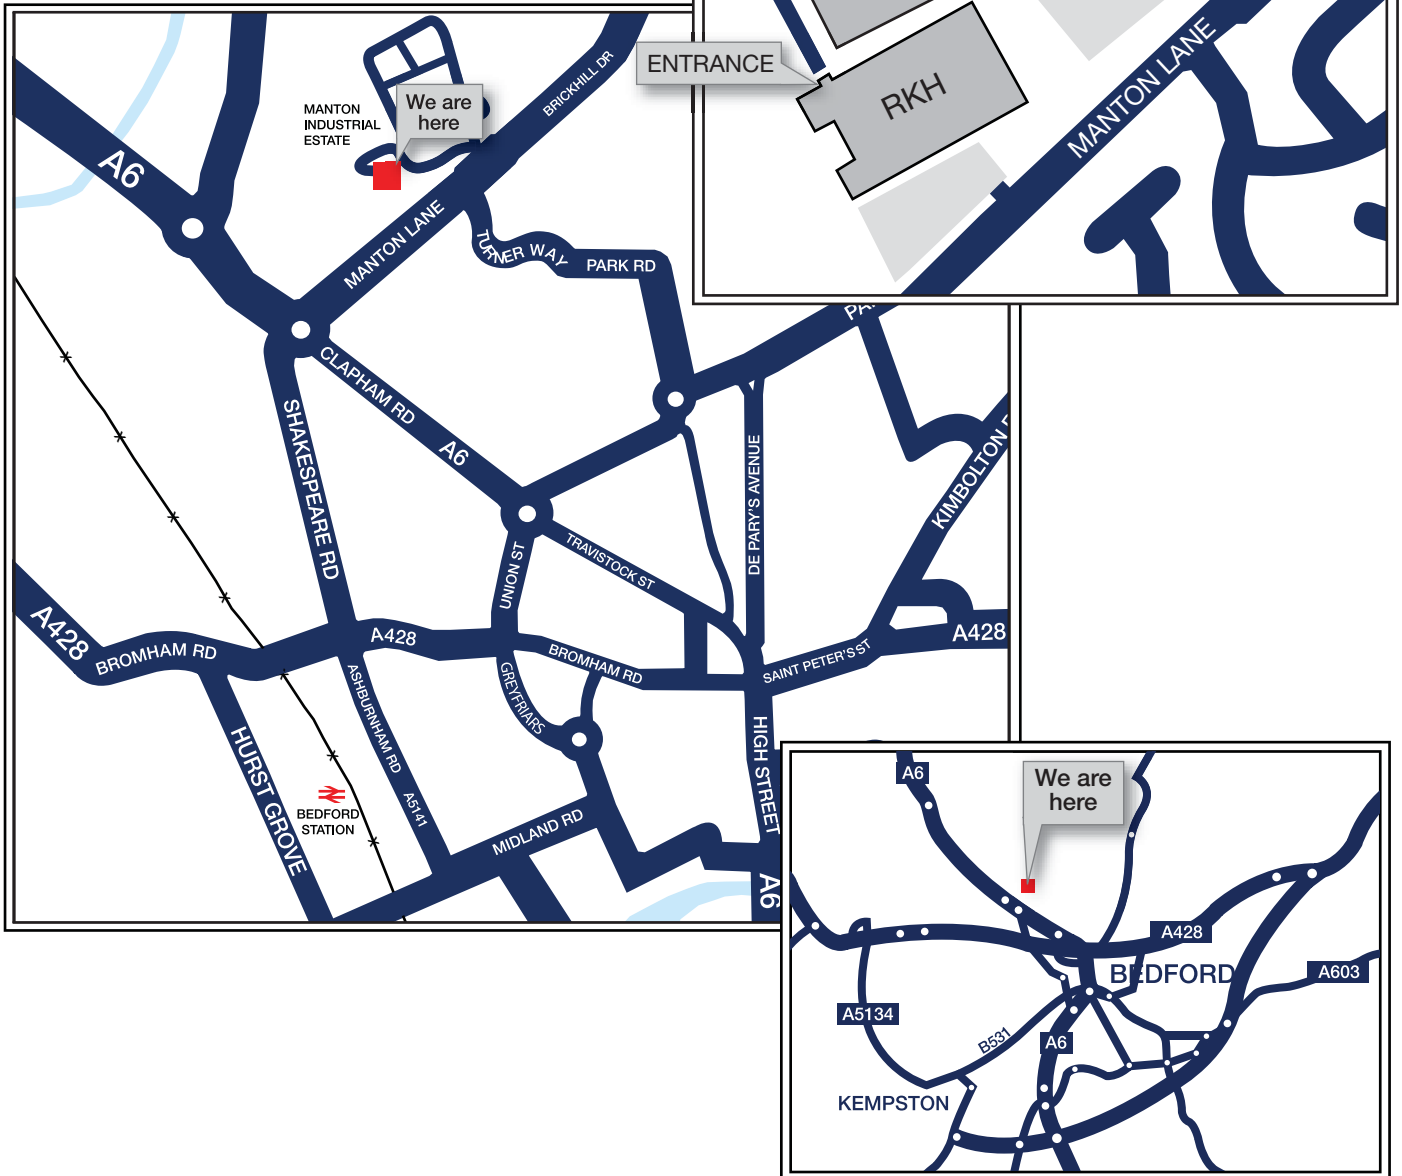 MANTON
INDUSTRIAL
ESTATE
We are
here
BRICKHILL DR
A6
MANTON LANE
TURNER WAY
PARK RD
ENTRANCE
RKH
MANTON LANE
CLAPHAM RD
A6
SHAKESPEARE RD
DE PARY'S AVENUE
KIMBOLTON
UNION ST
TRAVISTOCK ST
A428
BROMHAM RD
A428
BROMHAM RD
SAINT PETER'S ST
A428
GREYFRIARS
ASHBURNHAM RD
A5141
HURST GROVE
HIGH STREET
BEDFORD
STATION
MIDLAND RD
A6
A6
We are
here
A428
BEDFORD
A603
A5134
B531
A6
KEMPSTON